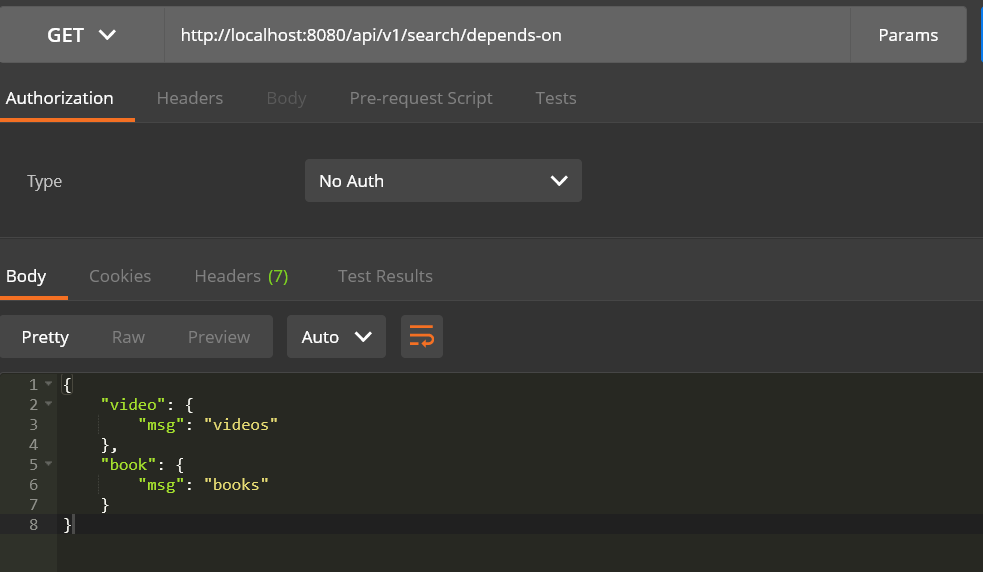 GET http://localhost:8080/api/v1/search/depends-on Params
Authorization Headers Body Pre-request Script Tests
Type No Auth
Body Cookies Headers (7) Test Results
Pretty Raw Preview Auto
1 {
2 "video": {
3 "msg": "videos"
4 },
5 "book": {
6 "msg": "books"
7 }
8 }